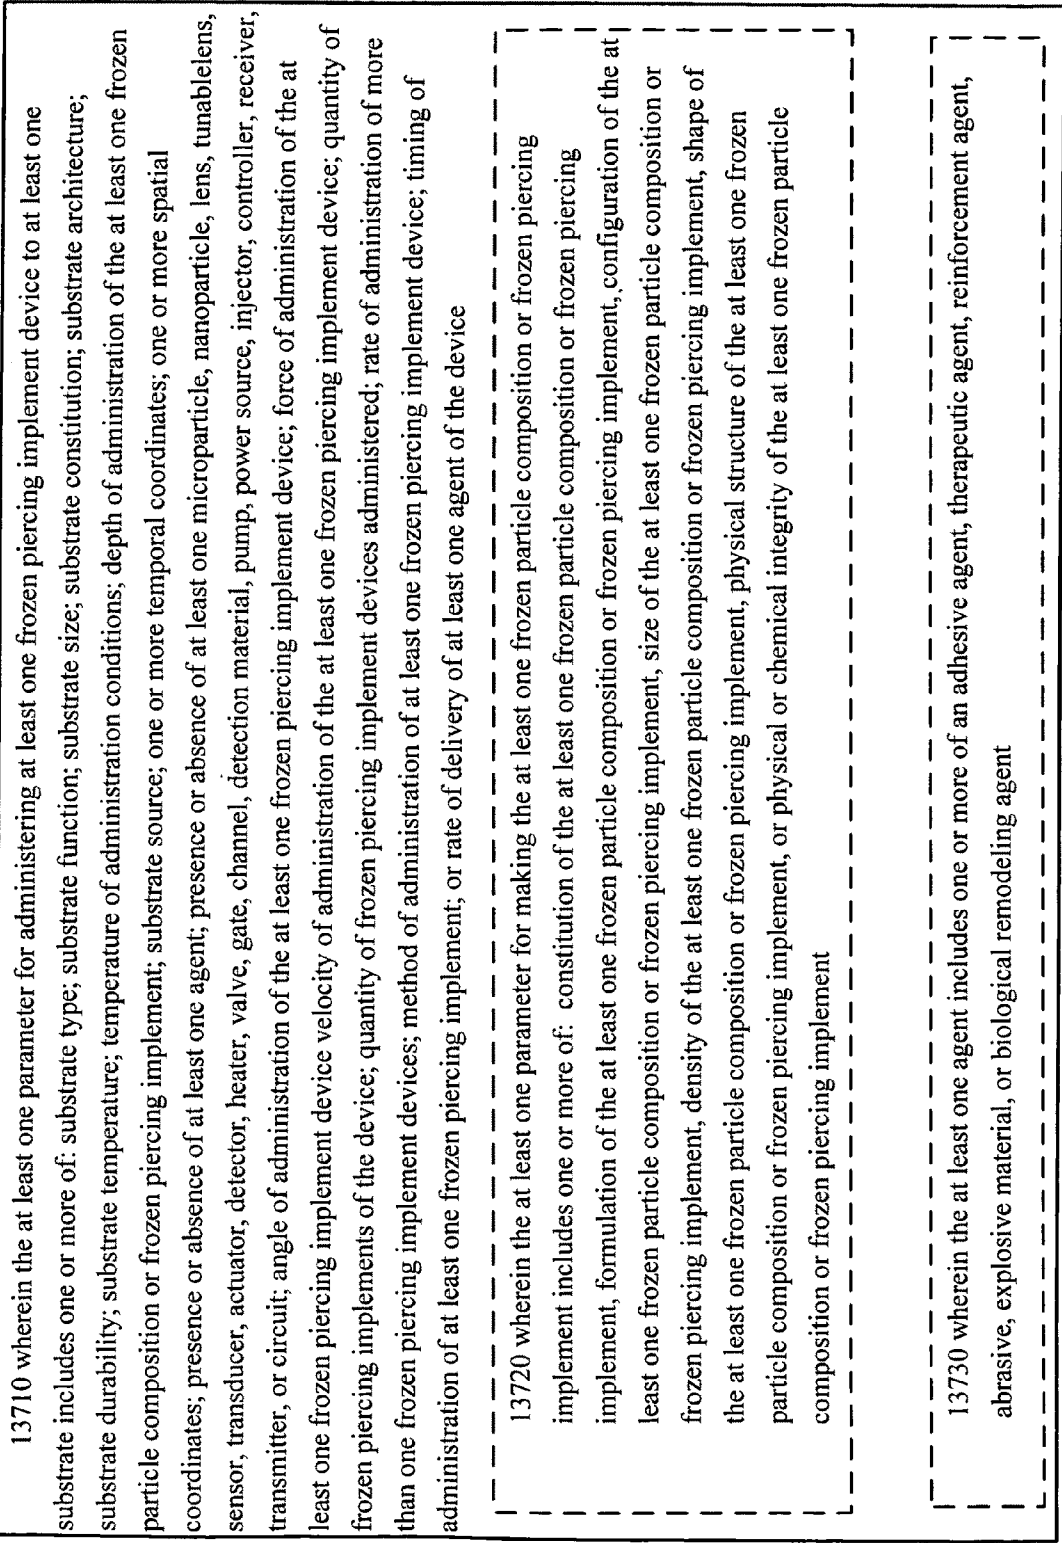 13710 wherein the at least one parameter for administering at least one frozen piercing implement device to at least one
substrate includes one or more of: substrate type; substrate function; substrate size; substrate constitution; substrate architecture;
substrate durability; substrate temperature; temperature of administration conditions; depth of administration of the at least one frozen
particle composition or frozen piercing implement; substrate source; one or more temporal coordinates; one or more spatial
coordinates; presence or absence of at least one agent; presence or absence of at least one microparticle, nanoparticle, lens, tunablelens,
sensor, transducer, actuator, detector, heater, valve, gate, channel, detection material, pump, power source, injector, controller, receiver,
transmitter, or circuit; angle of administration of the at least one frozen piercing implement device; force of administration of the at
least one frozen piercing implement device velocity of administration of the at least one frozen piercing implement device; quantity of
frozen piercing implements of the device; quantity of frozen piercing implement devices administered; rate of administration of more
than one frozen piercing implement devices; method of administration of at least one frozen piercing implement device; timing of
administration of at least one frozen piercing implement; or rate of delivery of at least one agent of the device
13720 wherein the at least one parameter for making the at least one frozen particle composition or frozen piercing
implement includes one or more of: constitution of the at least one frozen particle composition or frozen piercing
implement, formulation of the at least one frozen particle composition or frozen piercing implement, configuration of the at
least one frozen particle composition or frozen piercing implement, size of the at least one frozen particle composition or
frozen piercing implement, density of the at least one frozen particle composition or frozen piercing implement, shape of
the at least one frozen particle composition or frozen piercing implement, physical structure of the at least one frozen
particle composition or frozen piercing implement, or physical or chemical integrity of the at least one frozen particle
composition or frozen piercing implement
13730 wherein the at least one agent includes one or more of an adhesive agent, therapeutic agent, reinforcement agent,
abrasive, explosive material, or biological remodeling agent